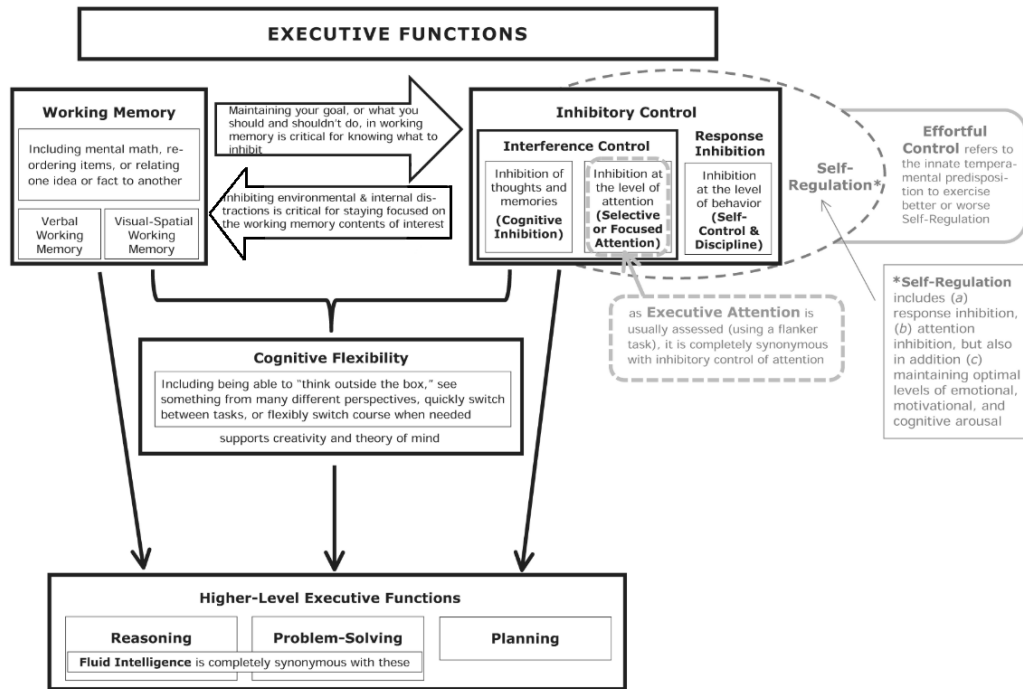 EXECUTIVE FUNCTIONS
Working Memory
Including mental math, re-
ordering items, or relating
one idea or fact to another
Verbal
Working
Memory
Visual-Spatial
Working
Memory
Maintaining your goal, or what you
should and shouldn't do, in working
memory is critical for knowing what to
inhibit
Inhibiting environmental & internal dis-
tractions is critical for staying focused
on the working memory contents of interest
Inhibitory Control
Interference Control
Inhibition of
thoughts and
memories
(Cognitive
Inhibition)
Inhibition at
the level of
attention
(Selective
or Focused
Attention)
Response
Inhibition
Inhibition
at the level
of behavior
(Self-
Control &
Discipline)
Self-
Regulation*
Effortful
Control refers to
the innate tempera-
mental predisposi-
tion to exercise
better or worse
Self-Regulation
*Self-Regulation
includes (a)
response inhibition,
(b) attention
inhibition, but also
in addition (c)
maintaining optimal
levels of emotional,
motivational, and
cognitive arousal
as Executive Attention is
usually assessed (using a flanker
task), it is completely synonymous
with inhibitory control of attention
Cognitive Flexibility
Including being able to "think outside the box," see
something from many different perspectives, quickly switch
between tasks, or flexibly switch course when needed
supports creativity and theory of mind
Higher-Level Executive Functions
Reasoning
Problem-Solving
Planning
Fluid Intelligence is completely synonymous with these